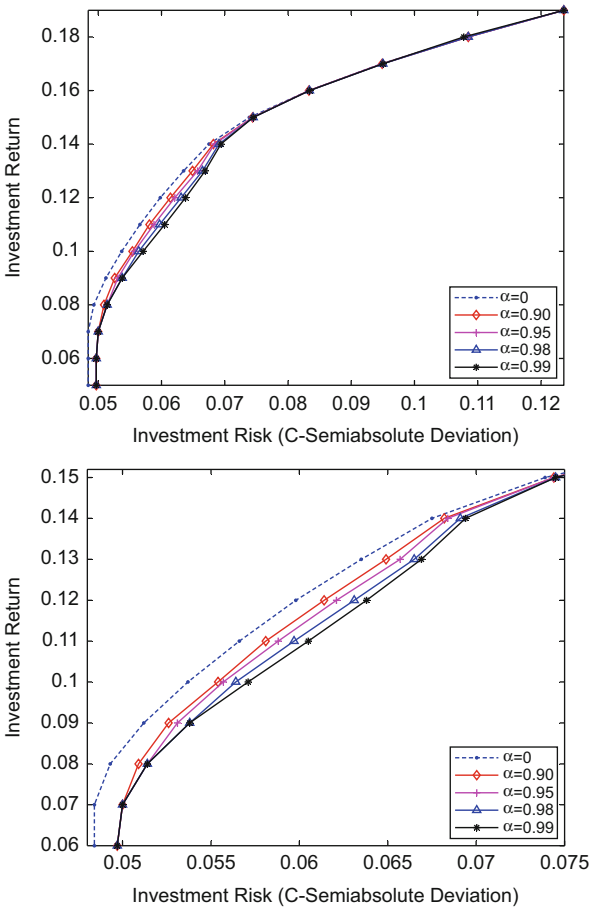 0.18
0.16
0.14
0.12
0.1
0.08
0.06
Investment Return
α=0
α=0.90
α=0.95
α=0.98
α=0.99
0.05 0.06 0.07 0.08 0.09 0.1 0.11 0.12
Investment Risk (C-Semiabsolute Deviation)
0.15
0.14
0.13
0.12
0.11
0.1
0.09
0.08
0.07
0.06
Investment Return
α=0
α=0.90
α=0.95
α=0.98
α=0.99
0.05 0.055 0.06 0.065 0.07 0.075
Investment Risk (C-Semiabsolute Deviation)